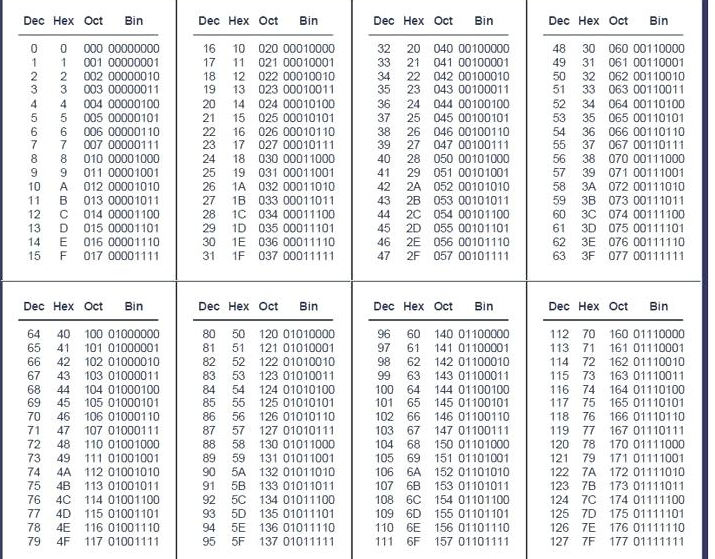 Dec Hex Oct Bin
0 0 000 00000000
1 1 001 00000001
2 2 002 00000010
3 3 003 00000011
4 4 004 00000100
5 5 005 00000101
6 6 006 00000110
7 7 007 00000111
8 8 010 00001000
9 9 011 00001001
10 A 012 00001010
11 B 013 00001011
12 C 014 00001100
13 D 015 00001101
14 E 016 00001110
15 F 017 00001111
Dec Hex Oct Bin
16 10 020 00010000
17 11 021 00010001
18 12 022 00010010
19 13 023 00010011
20 14 024 00010100
21 15 025 00010101
22 16 026 00010110
23 17 027 00010111
24 18 030 00011000
25 19 031 00011001
26 1A 032 00011010
27 1B 033 00011011
28 1C 034 00011100
29 1D 035 00011101
30 1E 036 00011110
31 1F 037 00011111
Dec Hex Oct Bin
32 20 040 00100000
33 21 041 00100001
34 22 042 00100010
35 23 043 00100011
36 24 044 00100100
37 25 045 00100101
38 26 046 00100110
39 27 047 00100111
40 28 050 00101000
41 29 051 00101001
42 2A 052 00101010
43 2B 053 00101011
44 2C 054 00101100
45 2D 055 00101101
46 2E 056 00101110
47 2F 057 00101111
Dec Hex Oct Bin
48 30 060 00110000
49 31 061 00110001
50 32 062 00110010
51 33 063 00110011
52 34 064 00110100
53 35 065 00110101
54 36 066 00110110
55 37 067 00110111
56 38 070 00111000
57 39 071 00111001
58 3A 072 00111010
59 3B 073 00111011
60 3C 074 00111100
61 3D 075 00111101
62 3E 076 00111110
63 3F 077 00111111
Dec Hex Oct Bin
64 40 100 01000000
65 41 101 01000001
66 42 102 01000010
67 43 103 01000011
68 44 104 01000100
69 45 105 01000101
70 46 106 01000110
71 47 107 01000111
72 48 110 01001000
73 49 111 01001001
74 4A 112 01001010
75 4B 113 01001011
76 4C 114 01001100
77 4D 115 01001101
78 4E 116 01001110
79 4F 117 01001111
Dec Hex Oct Bin
80 50 120 01010000
81 51 121 01010001
82 52 122 01010010
83 53 123 01010011
84 54 124 01010100
85 55 125 01010101
86 56 126 01010110
87 57 127 01010111
88 58 130 01011000
89 59 131 01011001
90 5A 132 01011010
91 5B 133 01011011
92 5C 134 01011100
93 5D 135 01011101
94 5E 136 01011110
95 5F 137 01011111
Dec Hex Oct Bin
96 60 140 01100000
97 61 141 01100001
98 62 142 01100010
99 63 143 01100011
100 64 144 01100100
101 65 145 01100101
102 66 146 01100110
103 67 147 01100111
104 68 150 01101000
105 69 151 01101001
106 6A 152 01101010
107 6B 153 01101011
108 6C 154 01101100
109 6D 155 01101101
110 6E 156 01101110
111 6F 157 01101111
Dec Hex Oct Bin
112 70 160 01110000
113 71 161 01110001
114 72 162 01110010
115 73 163 01110011
116 74 164 01110100
117 75 165 01110101
118 76 166 01110110
119 77 167 01110111
120 78 170 01111000
121 79 171 01111001
122 7A 172 01111010
123 7B 173 01111011
124 7C 174 01111100
125 7D 175 01111101
126 7E 176 01111110
127 7F 177 01111111